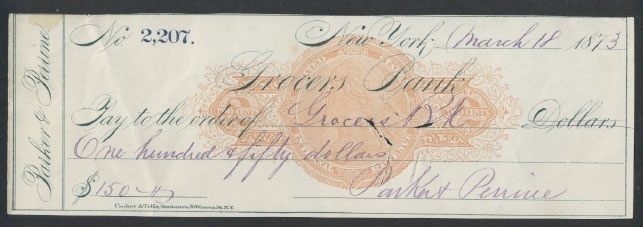 Parker & Perrine
No. 2,207. New York, March 18 1873
Grocers Bank
Pay to the order of Grocers Bk Dollars
One hundred & fifty dollars
$150
Parker & Perrine